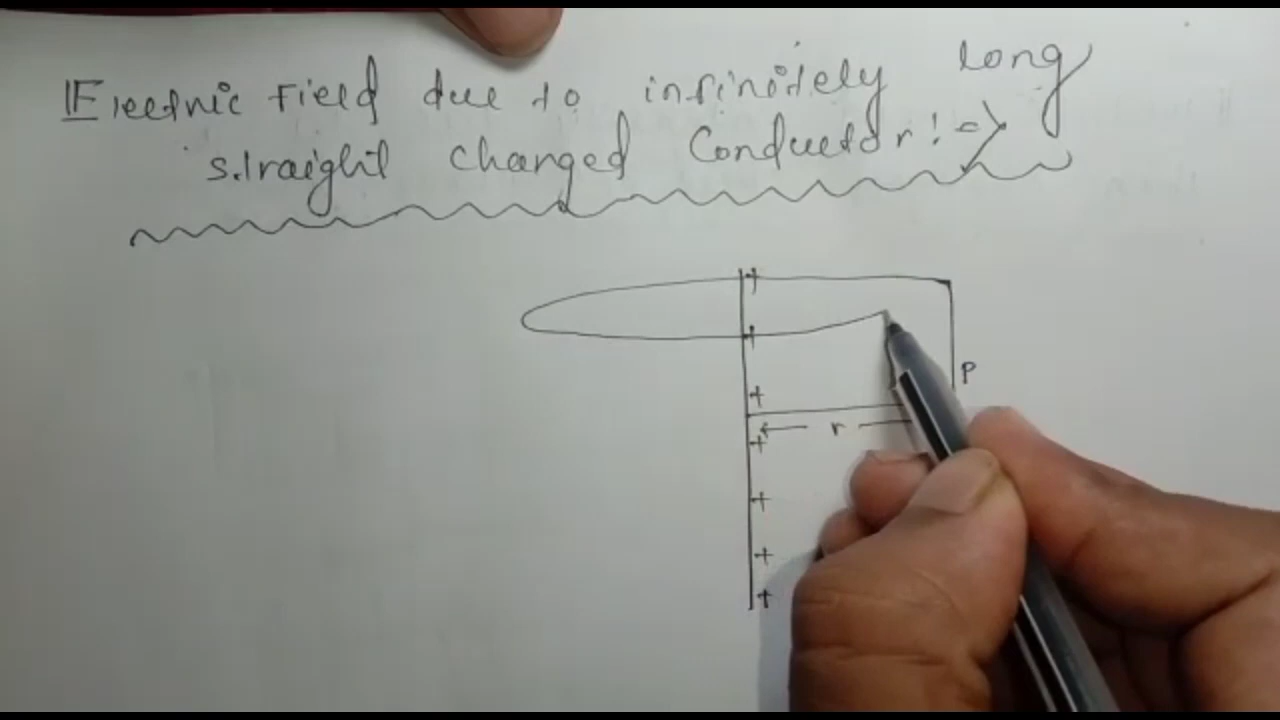 Electric Field due to infinitely long
straight charged Conductor :=>
+
+
P
+
r
+
+
+
+